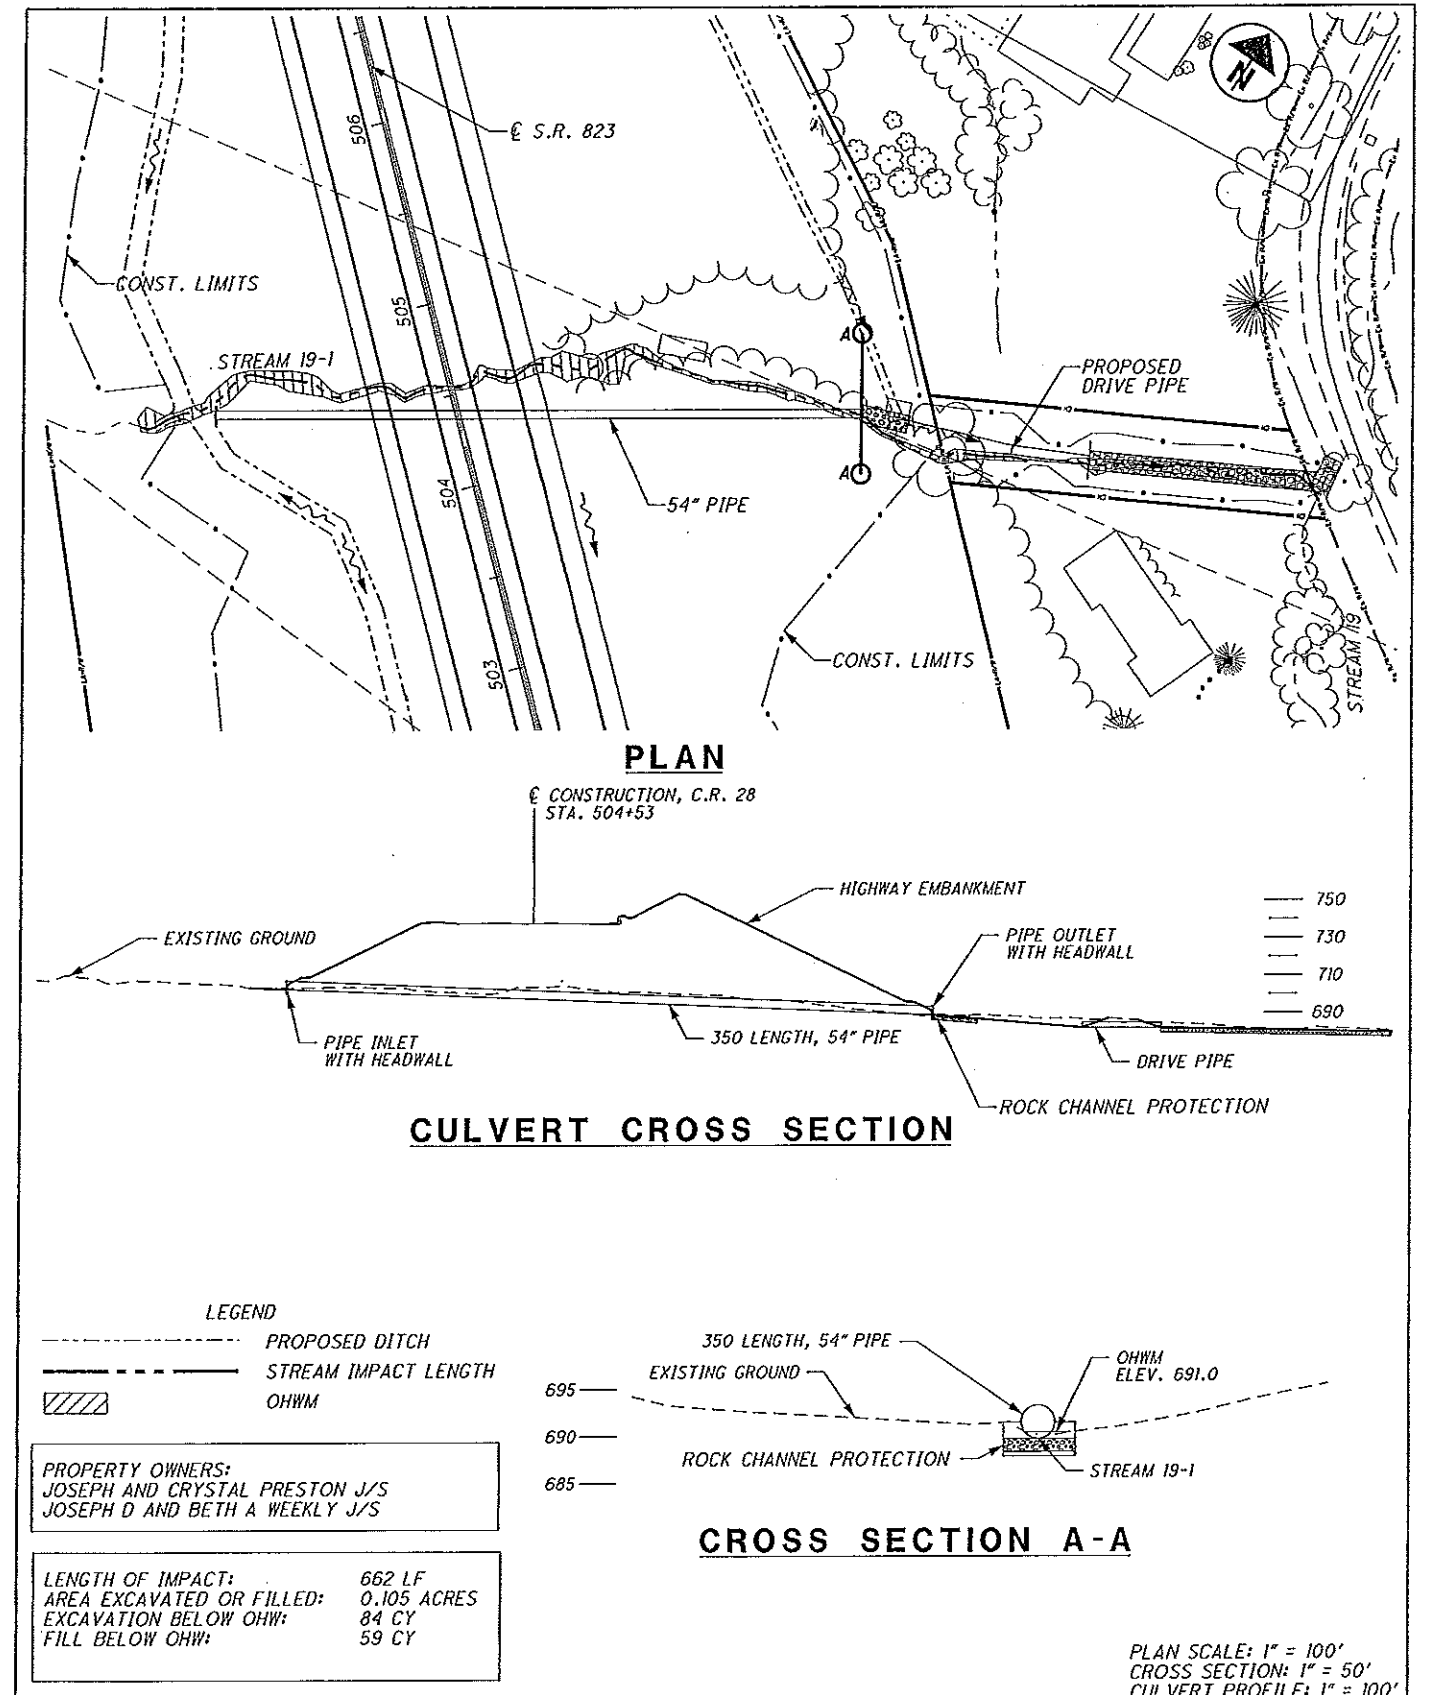 N
506
℄ S.R. 823
CONST. LIMITS
505
STREAM 19-1
A
PROPOSED
DRIVE PIPE
A
504
54" PIPE
503
CONST. LIMITS
STREAM 19
PLAN
℄ CONSTRUCTION, C.R. 28
STA. 504+53
HIGHWAY EMBANKMENT
750
EXISTING GROUND
PIPE OUTLET
WITH HEADWALL
730
710
690
PIPE INLET
WITH HEADWALL
350 LENGTH, 54" PIPE
DRIVE PIPE
ROCK CHANNEL PROTECTION
CULVERT CROSS SECTION
LEGEND
PROPOSED DITCH
STREAM IMPACT LENGTH
OHWM
350 LENGTH, 54" PIPE
EXISTING GROUND
OHWM
ELEV. 691.0
695
690
685
ROCK CHANNEL PROTECTION
STREAM 19-1
CROSS SECTION A-A
PROPERTY OWNERS:
JOSEPH AND CRYSTAL PRESTON J/S
JOSEPH D AND BETH A WEEKLY J/S
LENGTH OF IMPACT: 662 LF
AREA EXCAVATED OR FILLED: 0.105 ACRES
EXCAVATION BELOW OHW: 84 CY
FILL BELOW OHW: 59 CY
PLAN SCALE: 1" = 100'
CROSS SECTION: 1" = 50'
CULVERT PROFILE: 1" = 100'